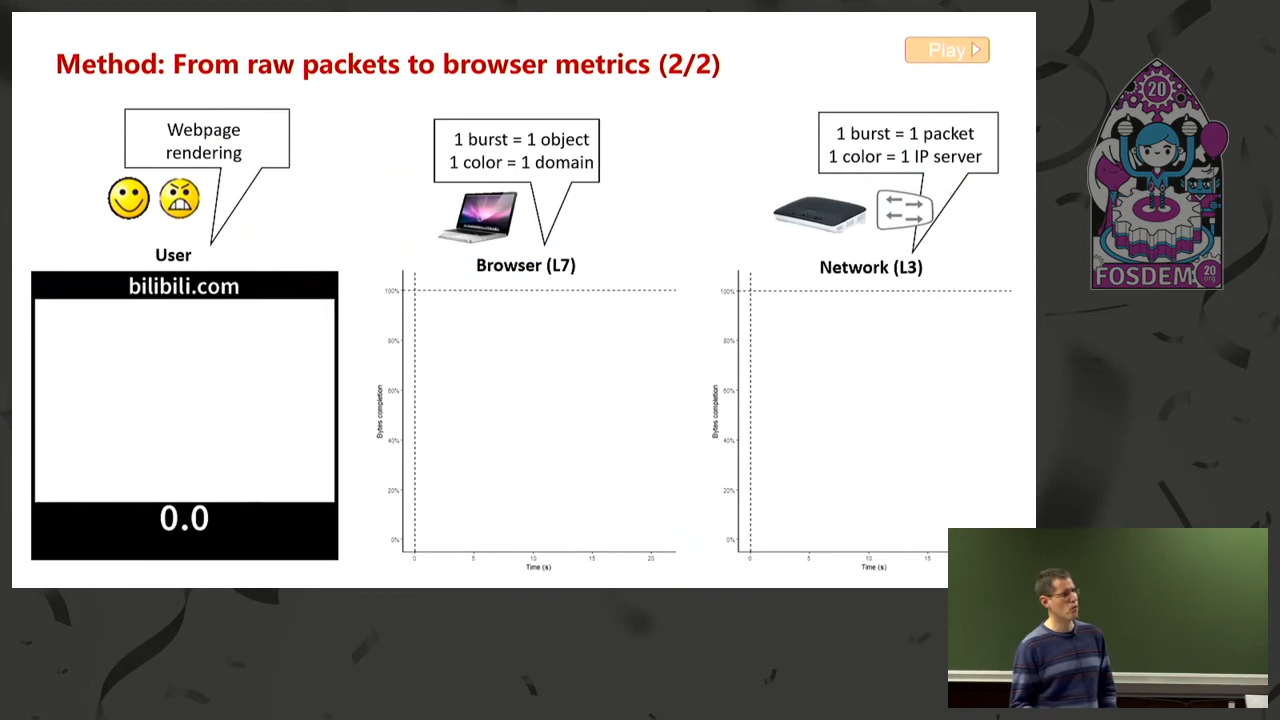 Method: From raw packets to browser metrics (2/2)
Play
Webpage
rendering
User
bilibili.com
0.0
1 burst = 1 object
1 color = 1 domain
Browser (L7)
100%
80%
60%
40%
20%
0%
Bytes completion
0 5 10 15 20
Time (s)
1 burst = 1 packet
1 color = 1 IP server
Network (L3)
100%
80%
60%
40%
20%
0%
Bytes completion
0 5 10 15
Time (s)
20
FOSDEM
20
.org